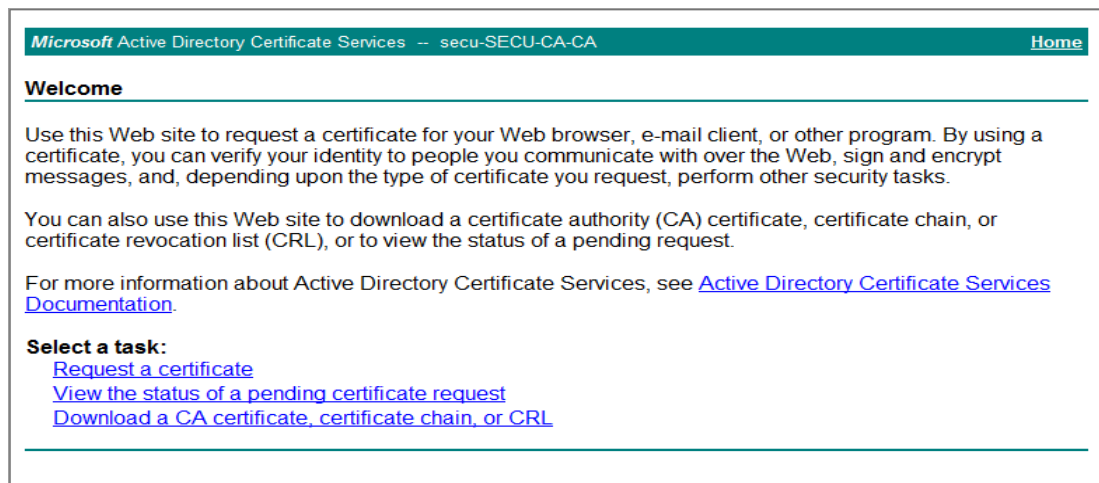 Microsoft Active Directory Certificate Services -- secu-SECU-CA-CA Home
Welcome
Use this Web site to request a certificate for your Web browser, e-mail client, or other program. By using a
certificate, you can verify your identity to people you communicate with over the Web, sign and encrypt
messages, and, depending upon the type of certificate you request, perform other security tasks.
You can also use this Web site to download a certificate authority (CA) certificate, certificate chain, or
certificate revocation list (CRL), or to view the status of a pending request.
For more information about Active Directory Certificate Services, see Active Directory Certificate Services
Documentation.
Select a task:
Request a certificate
View the status of a pending certificate request
Download a CA certificate, certificate chain, or CRL